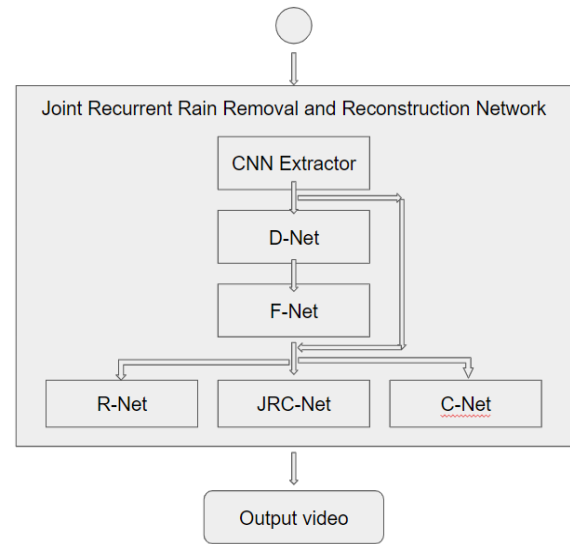 Joint Recurrent Rain Removal and Reconstruction Network
CNN Extractor
D-Net
F-Net
R-Net
JRC-Net
C-Net
Output video